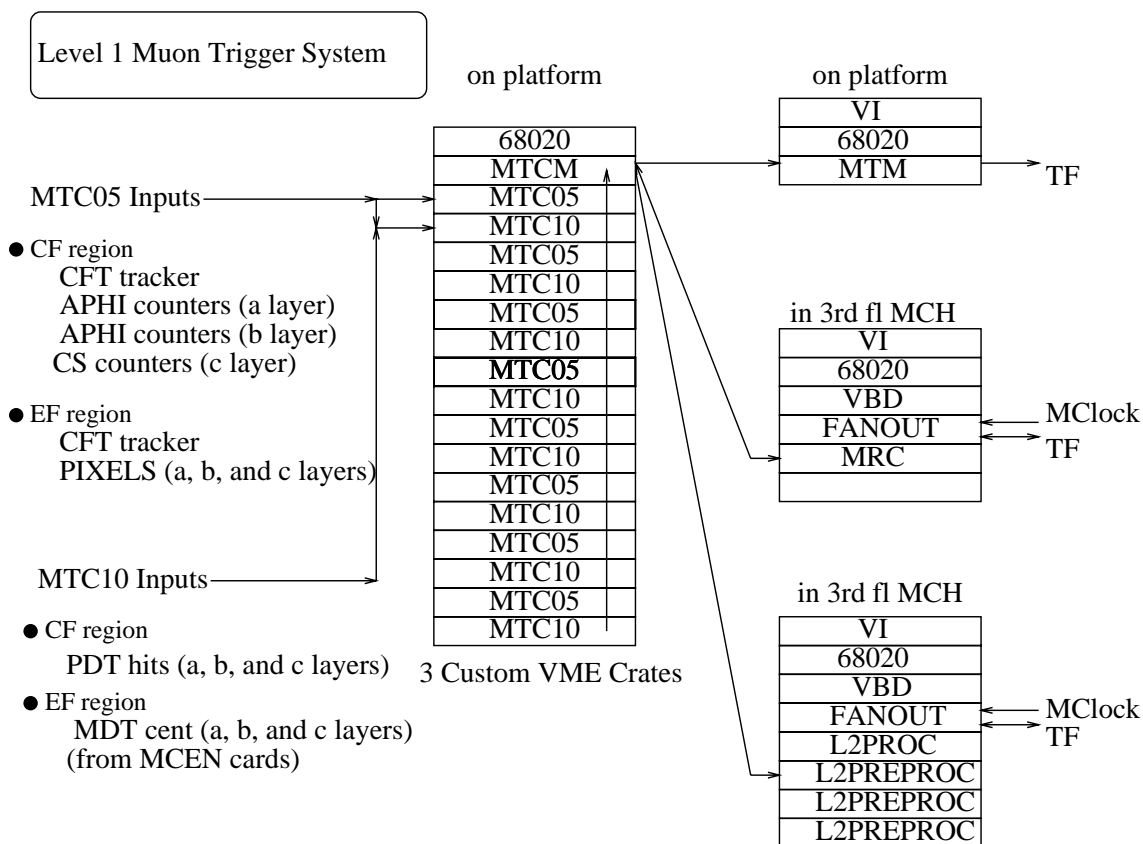 Level 1 Muon Trigger System
MTC05 Inputs
● CF region
CFT tracker
APHI counters (a layer)
APHI counters (b layer)
CS counters (c layer)
● EF region
CFT tracker
PIXELS (a, b, and c layers)
MTC10 Inputs
● CF region
PDT hits (a, b, and c layers)
● EF region
MDT cent (a, b, and c layers)
(from MCEN cards)
on platform
68020
MTCM
MTC05
MTC10
MTC05
MTC10
MTC05
MTC10
MTC05
MTC10
MTC05
MTC10
MTC05
MTC10
MTC05
MTC10
MTC05
MTC10
3 Custom VME Crates
on platform
VI
68020
MTM
TF
in 3rd fl MCH
VI
68020
VBD
FANOUT
MRC
MClock
TF
in 3rd fl MCH
VI
68020
VBD
FANOUT
L2PROC
L2PREPROC
L2PREPROC
L2PREPROC
MClock
TF